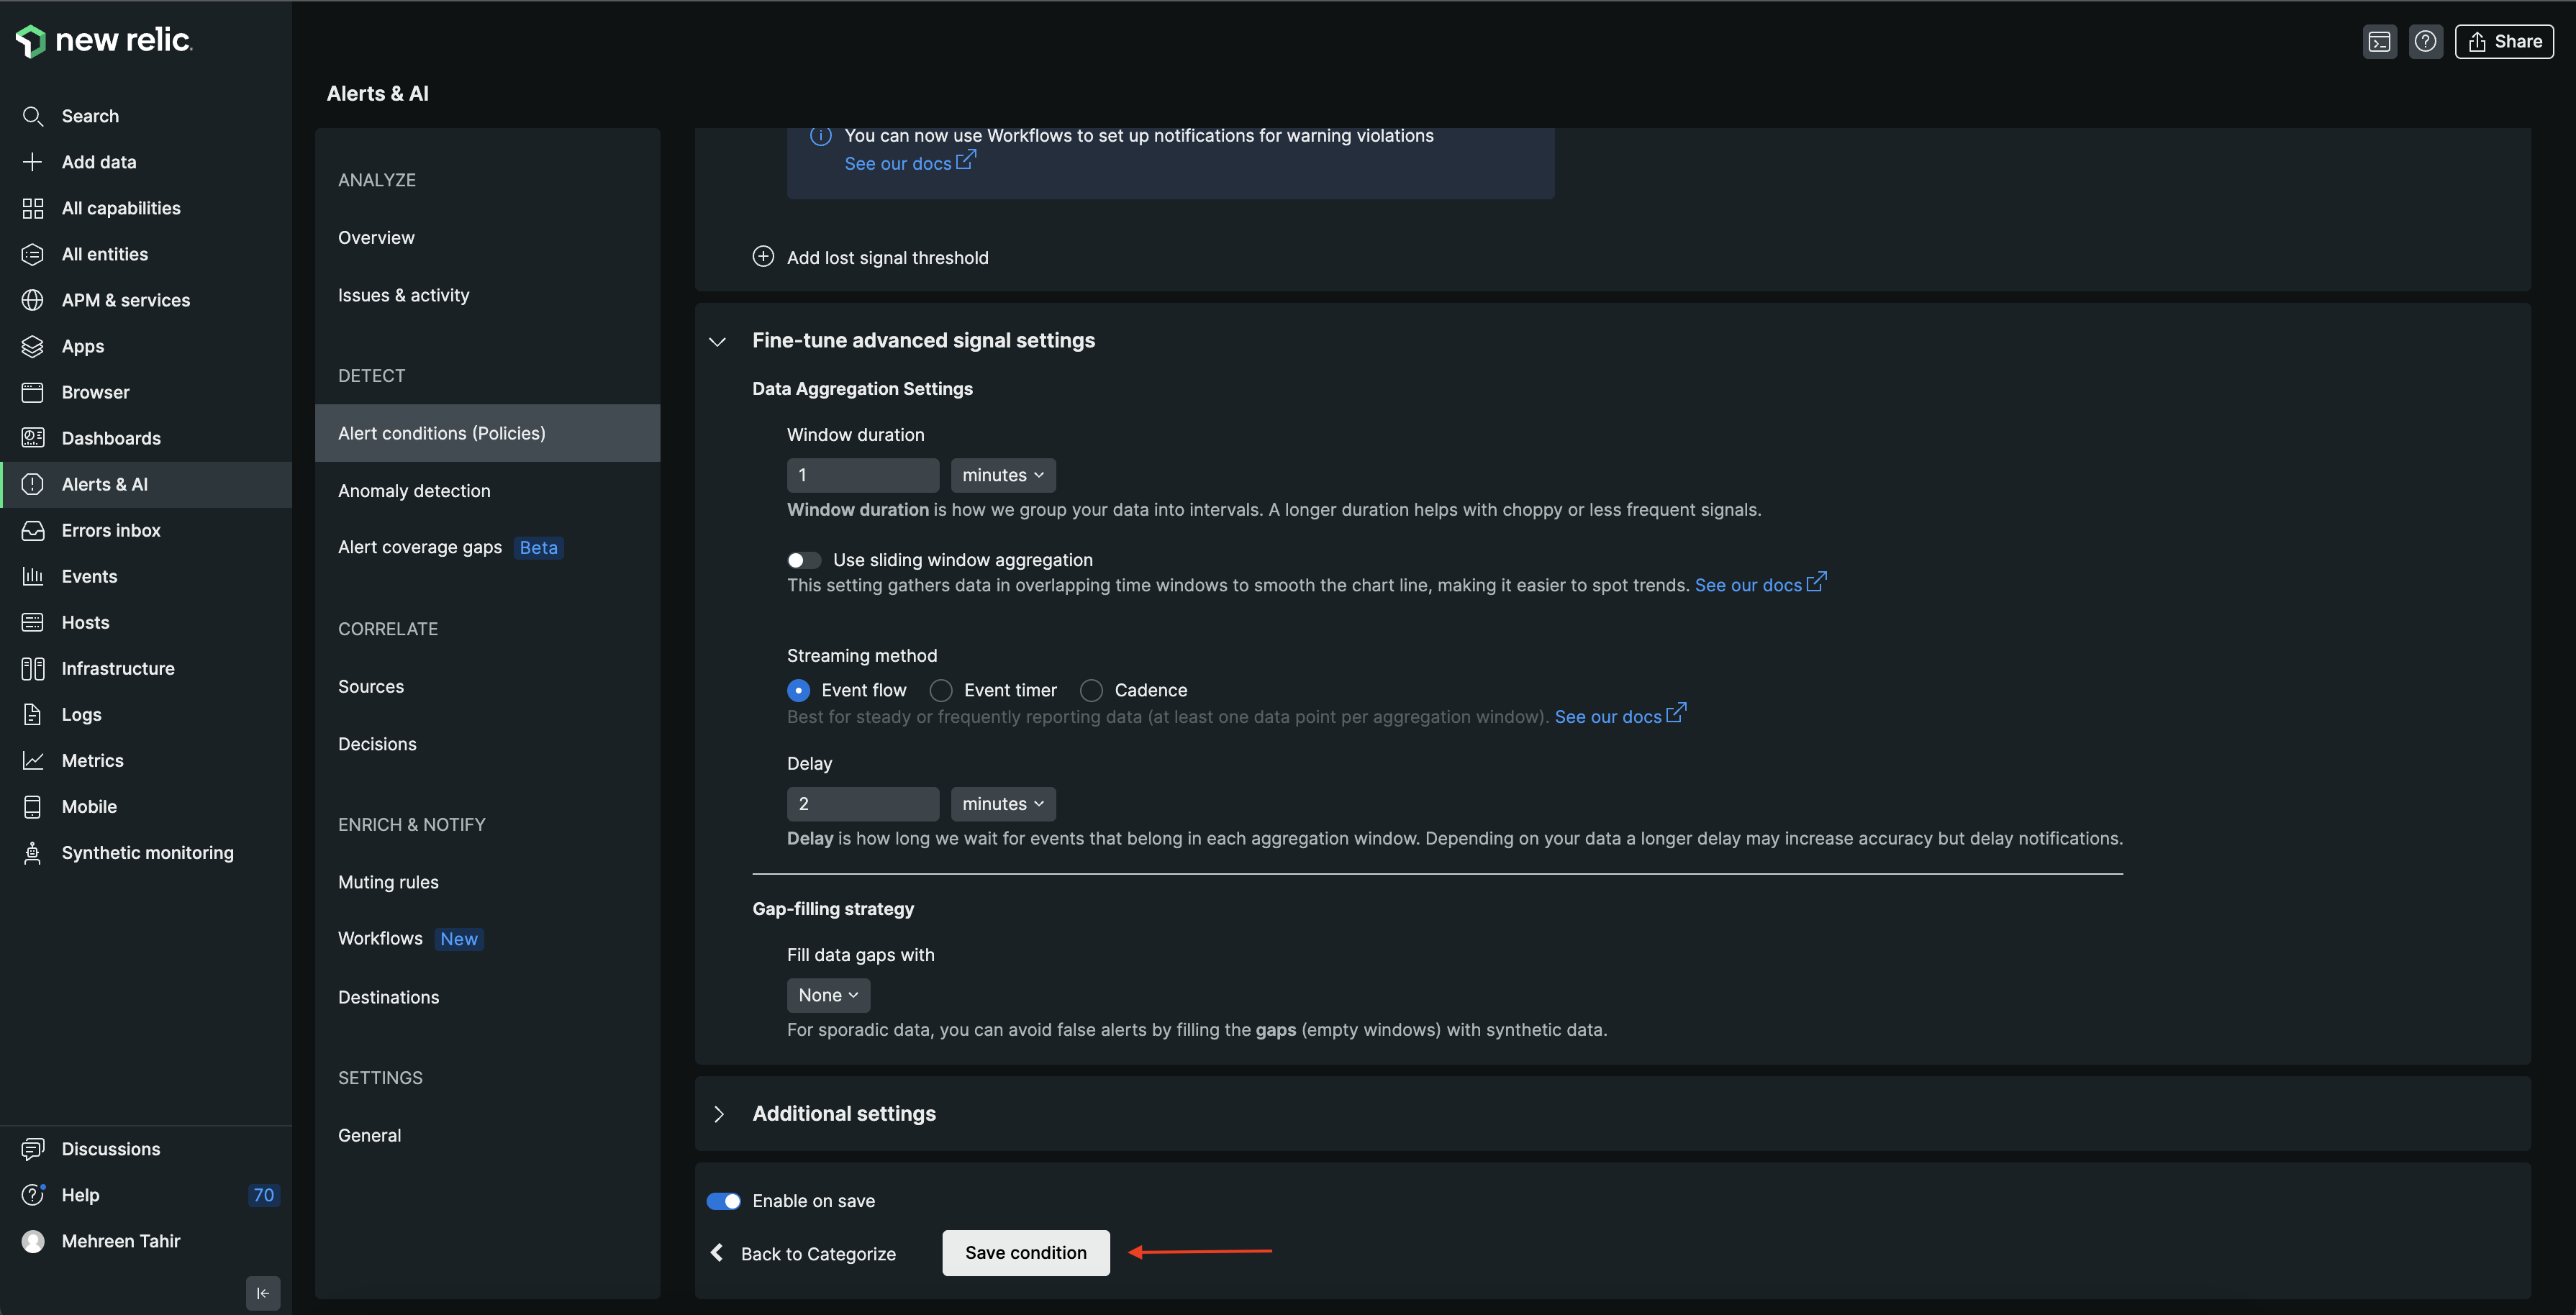 new relic.
Share
Search
Add data
All capabilities
All entities
APM & services
Apps
Browser
Dashboards
Alerts & AI
Errors inbox
Events
Hosts
Infrastructure
Logs
Metrics
Mobile
Synthetic monitoring
Discussions
Help 70
Mehreen Tahir
Alerts & AI
ANALYZE
Overview
Issues & activity
DETECT
Alert conditions (Policies)
Anomaly detection
Alert coverage gaps Beta
CORRELATE
Sources
Decisions
ENRICH & NOTIFY
Muting rules
Workflows New
Destinations
SETTINGS
General
You can now use Workflows to set up notifications for warning violations
See our docs
Add lost signal threshold
Fine-tune advanced signal settings
Data Aggregation Settings
Window duration
1 minutes
Window duration is how we group your data into intervals. A longer duration helps with choppy or less frequent signals.
Use sliding window aggregation
This setting gathers data in overlapping time windows to smooth the chart line, making it easier to spot trends. See our docs
Streaming method
Event flow Event timer Cadence
Best for steady or frequently reporting data (at least one data point per aggregation window). See our docs
Delay
2 minutes
Delay is how long we wait for events that belong in each aggregation window. Depending on your data a longer delay may increase accuracy but delay notifications.
Gap-filling strategy
Fill data gaps with
None
For sporadic data, you can avoid false alerts by filling the gaps (empty windows) with synthetic data.
Additional settings
Enable on save
Back to Categorize Save condition